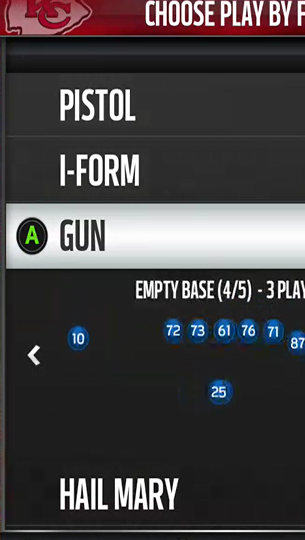 KC
CHOOSE PLAY BY F
PISTOL
I-FORM
A GUN
EMPTY BASE (4/5) - 3 PLAY
10 72 73 61 76 71 87
25
HAIL MARY